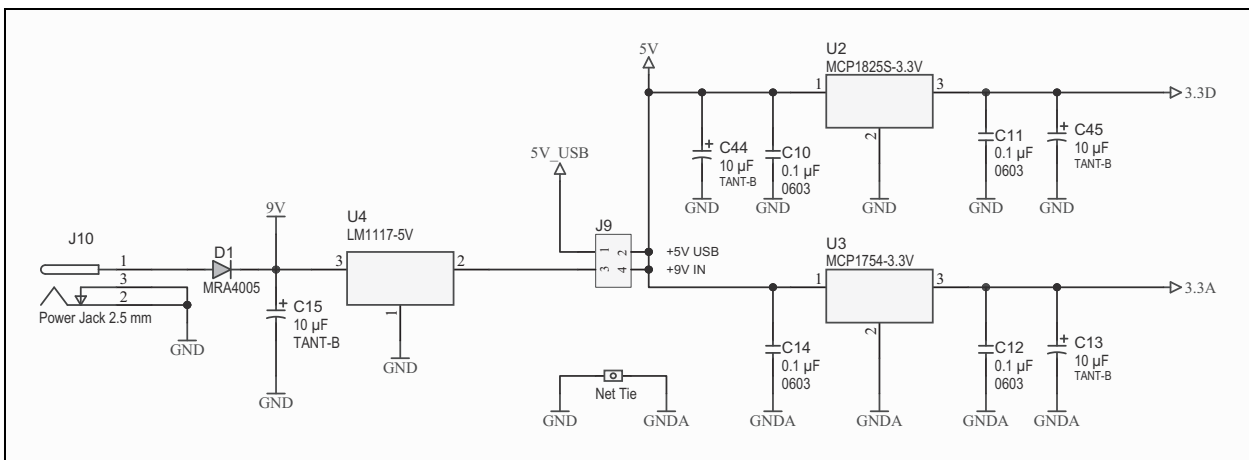 J10
1
3
2
Power Jack 2.5 mm
GND
D1
MRA4005
9V
C15
10 µF
TANT-B
GND
U4
LM1117-5V
3
2
1
GND
5V_USB
J9
1
2
3
4
+5V USB
+9V IN
Net Tie
GND
GNDA
5V
C44
10 µF
TANT-B
GND
C10
0.1 µF
0603
GND
U2
MCP1825S-3.3V
1
3
2
GND
C11
0.1 µF
0603
GND
C45
10 µF
TANT-B
GND
3.3D
C14
0.1 µF
0603
GNDA
U3
MCP1754-3.3V
1
3
2
GNDA
C12
0.1 µF
0603
GNDA
C13
10 µF
TANT-B
GNDA
3.3A